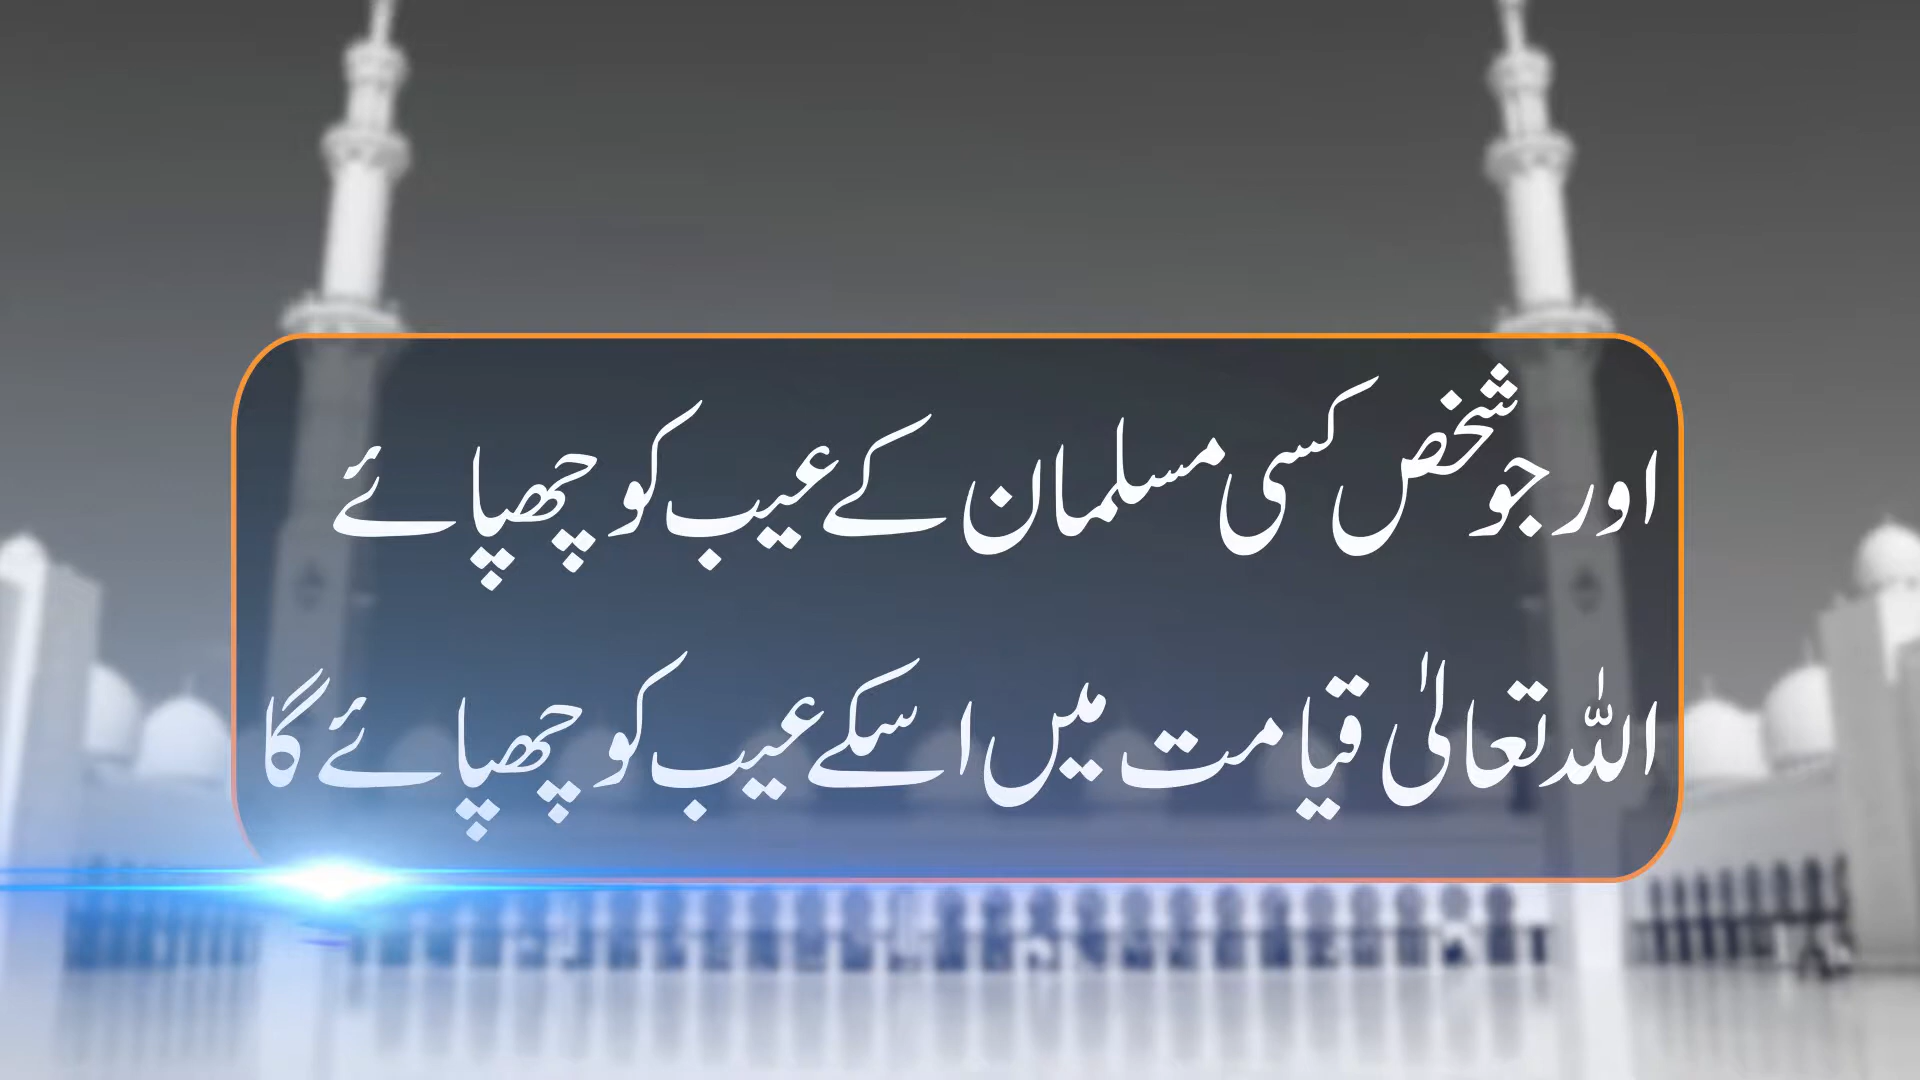 اور جو شخص کسی مسلمان کے عیب کو چھپائے
اللہ تعالیٰ قیامت میں اسکے عیب کو چھپائے گا